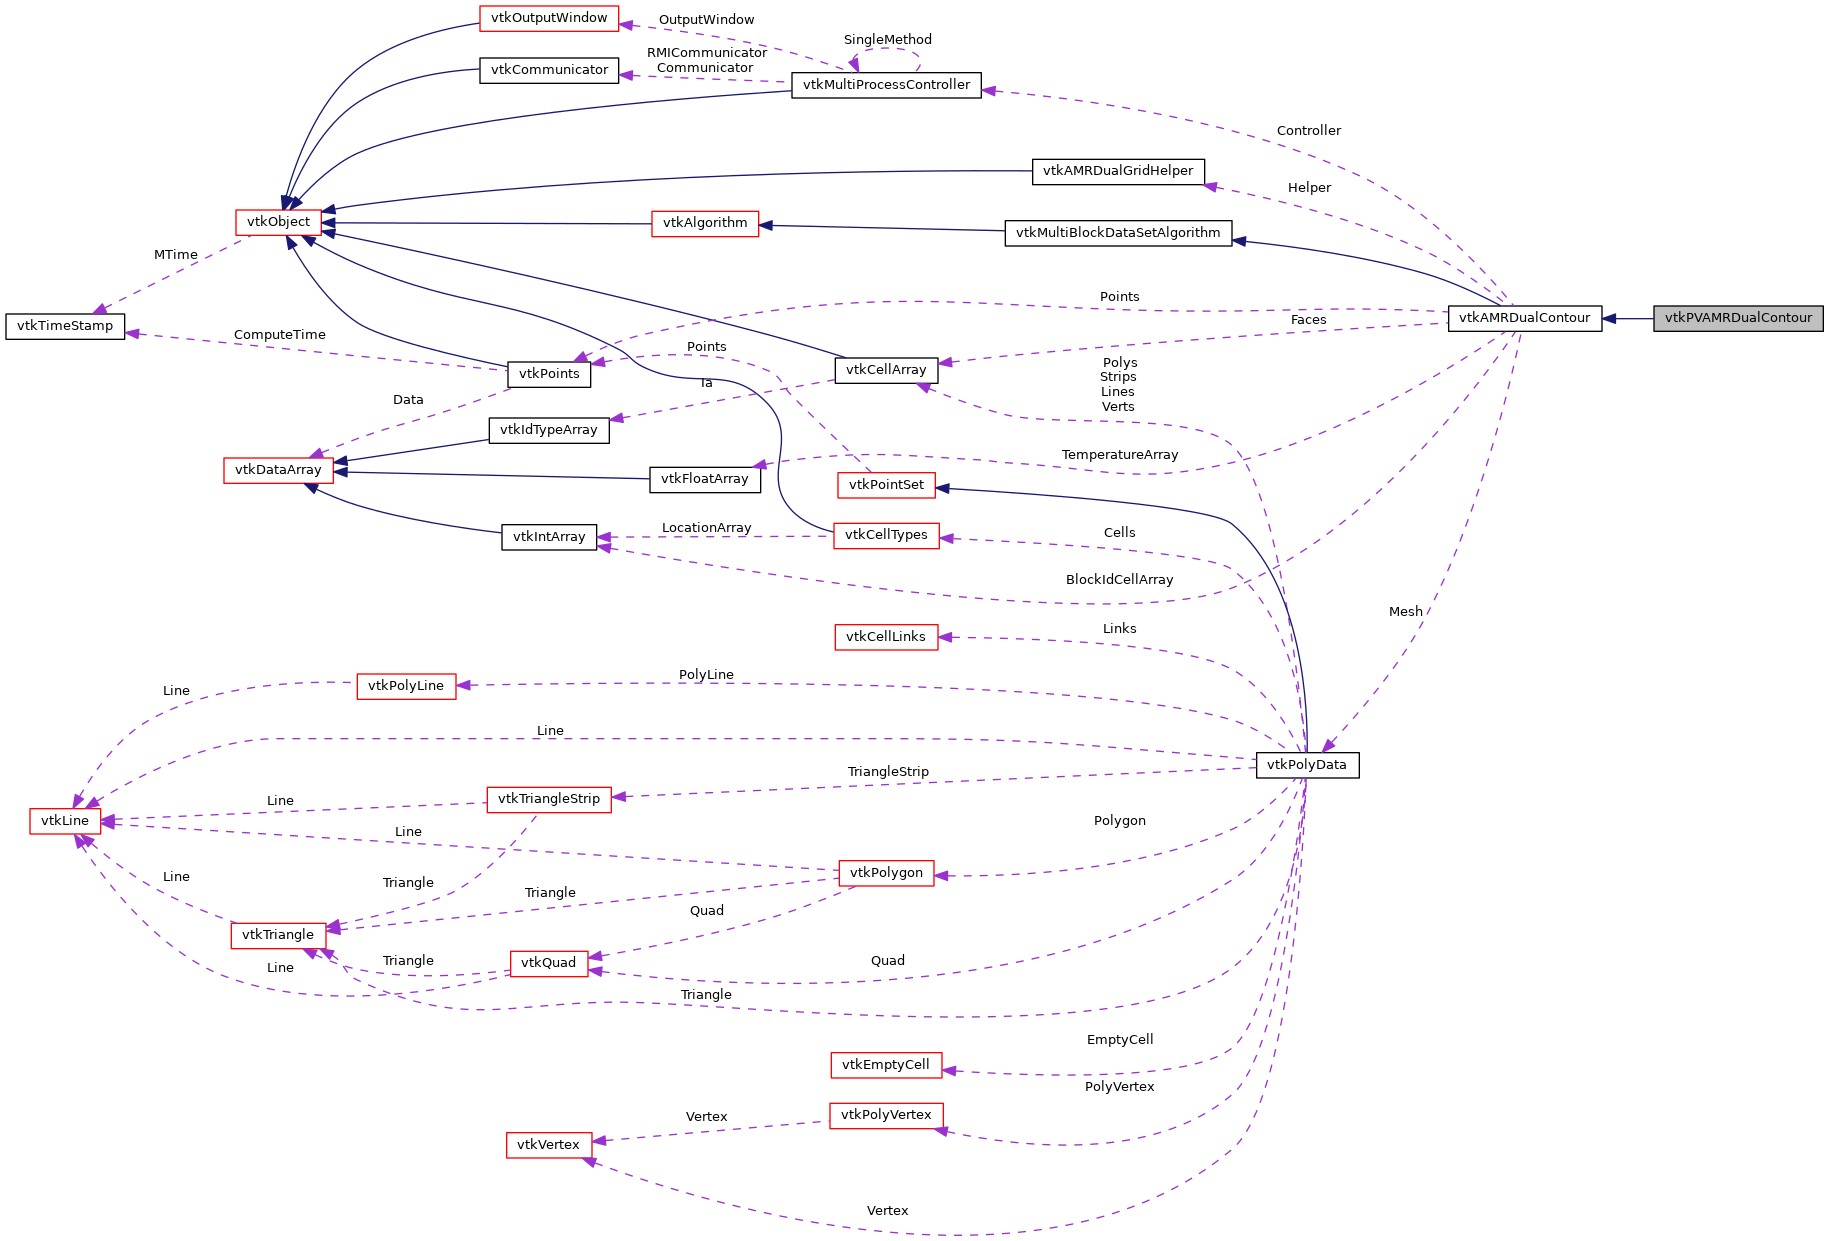 vtkOutputWindow
OutputWindow
SingleMethod
RMICommunicator
Communicator
vtkCommunicator
vtkMultiProcessController
Controller
vtkAMRDualGridHelper
Helper
vtkObject
vtkAlgorithm
vtkMultiBlockDataSetAlgorithm
MTime
Points
vtkTimeStamp
ComputeTime
Faces
vtkAMRDualContour
vtkPVAMRDualContour
Points
vtkPoints
vtkCellArray
Polys
Strips
Lines
Verts
Ta
Data
vtkIdTypeArray
TemperatureArray
vtkDataArray
vtkFloatArray
vtkPointSet
LocationArray
Cells
vtkIntArray
vtkCellTypes
BlockIdCellArray
Mesh
Links
vtkCellLinks
PolyLine
vtkPolyLine
Line
Line
vtkPolyData
TriangleStrip
vtkTriangleStrip
Line
vtkLine
Polygon
Line
vtkPolygon
Line
Triangle
Triangle
Quad
vtkTriangle
Triangle
vtkQuad
Quad
Line
Triangle
EmptyCell
vtkEmptyCell
PolyVertex
vtkPolyVertex
Vertex
vtkVertex
Vertex